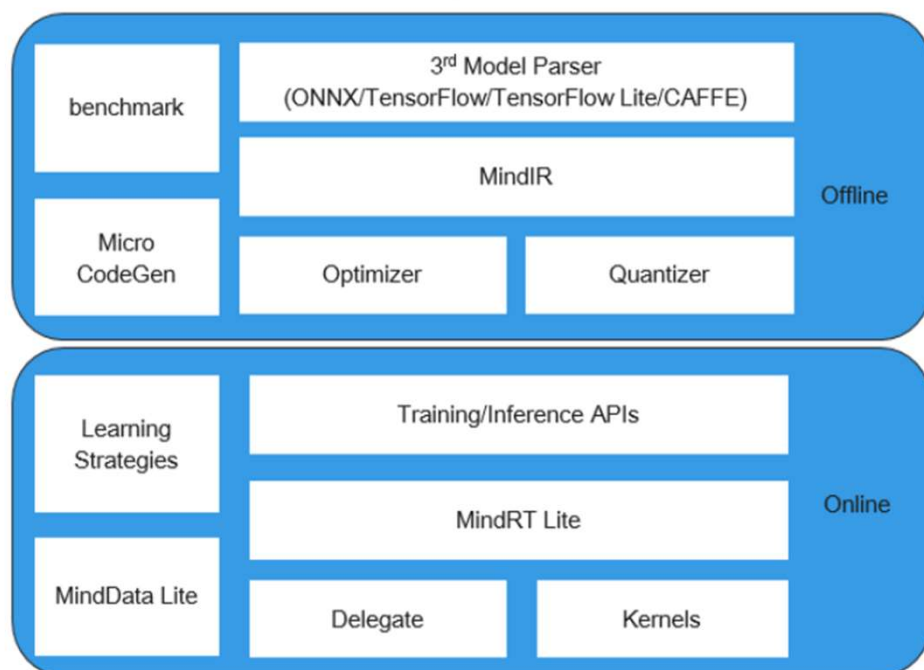 benchmark
3rd Model Parser
(ONNX/TensorFlow/TensorFlow Lite/CAFFE)
MindIR
Offline
Micro
CodeGen
Optimizer
Quantizer
Learning
Strategies
Training/Inference APIs
MindRT Lite
Online
MindData Lite
Delegate
Kernels